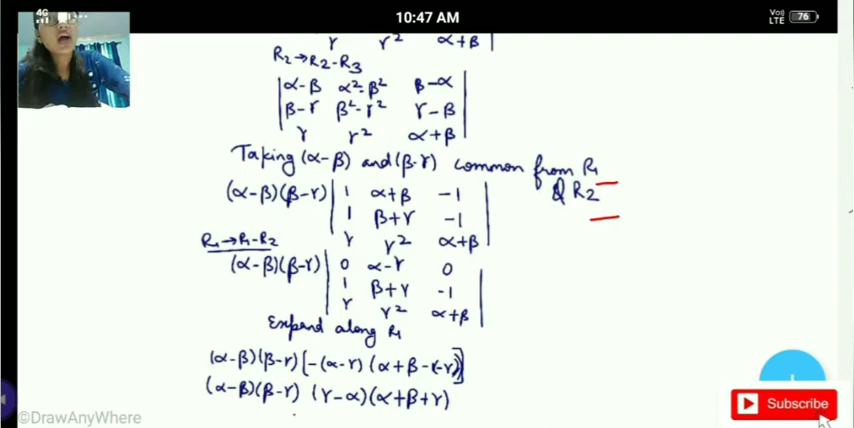 4G
10:47 AM
Vo)) LTE 76
γ γ² α+β
R₂→R₂-R₃
α-β α²-β² β-α
β-γ β²-γ² γ-β
γ γ² α+β
Taking (α-β) and (β-γ) common from R₁
& R₂
(α-β)(β-γ) | 1 α+β -1 |
1 β+γ -1
γ γ² α+β
R₁→R₁-R₂
(α-β)(β-γ) | 0 α-γ 0 |
1 β+γ -1
γ γ² α+β
Expand along R₁
(α-β)(β-γ) [-(α-γ) (α+β-(-γ))]
(α-β)(β-γ) (γ-α)(α+β+γ)
Subscribe
©DrawAnyWhere